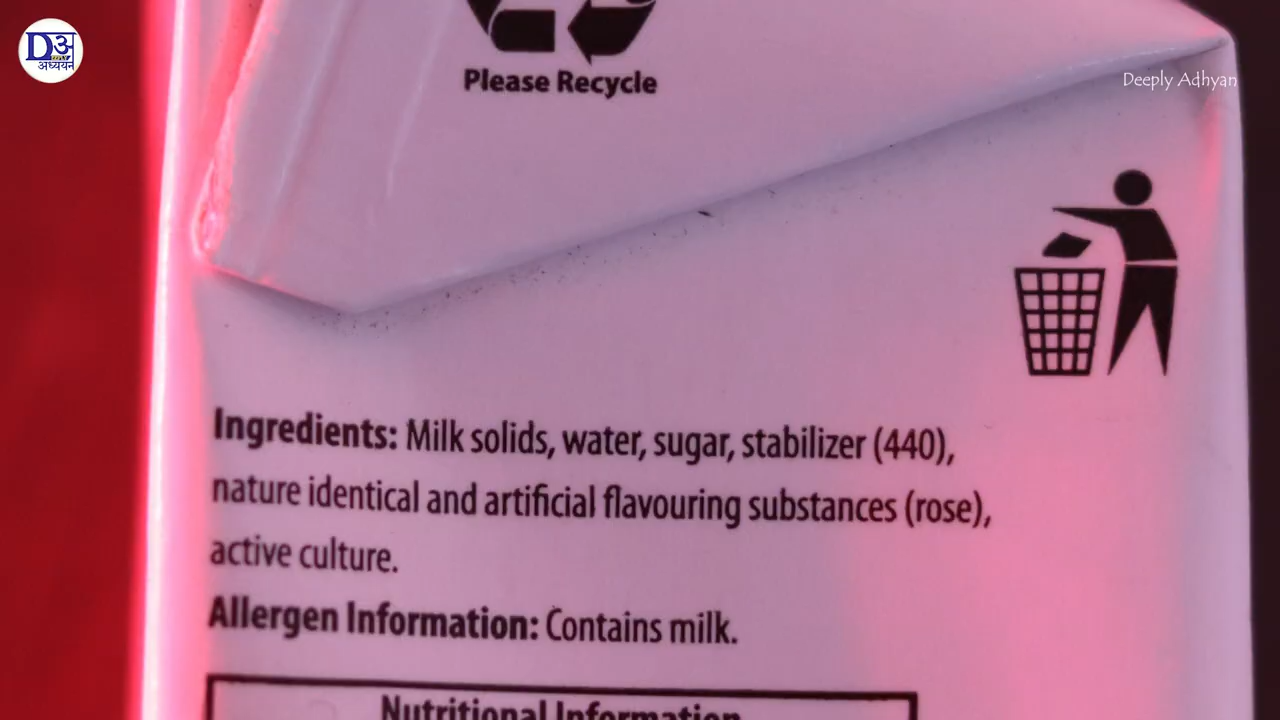 D अ
अध्ययन
Please Recycle
Deeply Adhyan
Ingredients: Milk solids, water, sugar, stabilizer (440),
nature identical and artificial flavouring substances (rose),
active culture.
Allergen Information: Contains milk.
Nutritional Information